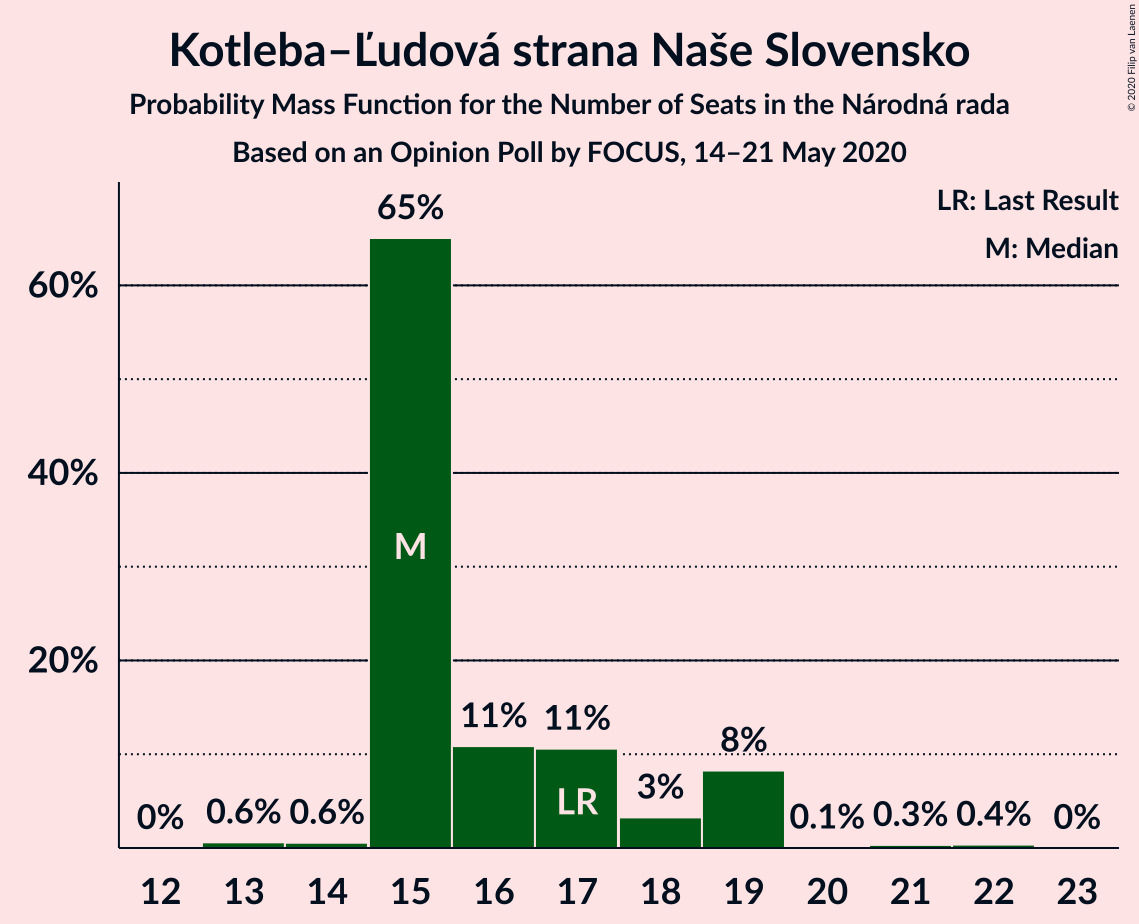 Kotleba–Ľudová strana Naše Slovensko
Probability Mass Function for the Number of Seats in the Národná rada
Based on an Opinion Poll by FOCUS, 14–21 May 2020
© 2020 Filip van Laenen
LR: Last Result
M: Median
60%
40%
20%
0%
0.6%
0.6%
65%
M
11%
11%
LR
3%
8%
0.1%
0.3%
0.4%
0%
12 13 14 15 16 17 18 19 20 21 22 23